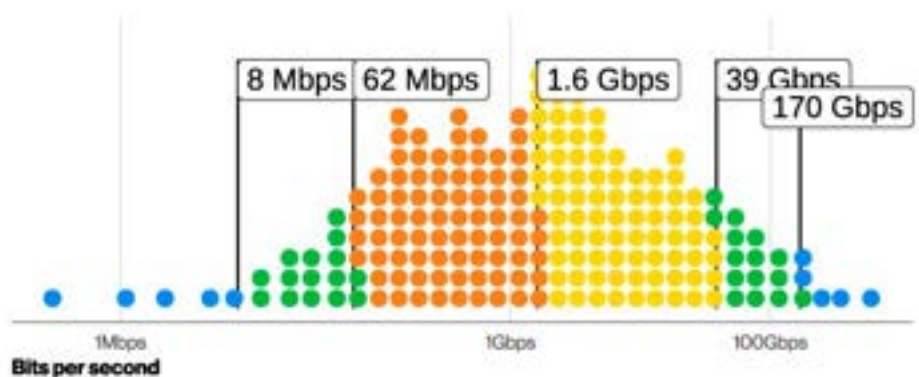 8 Mbps
62 Mbps
1.6 Gbps
39 Gbps
170 Gbps
1Mbps
1Gbps
100Gbps
Bits per second